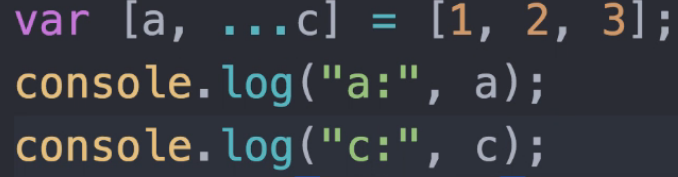 var [a, ...c] = [1, 2, 3];
console.log("a:", a);
console.log("c:", c);